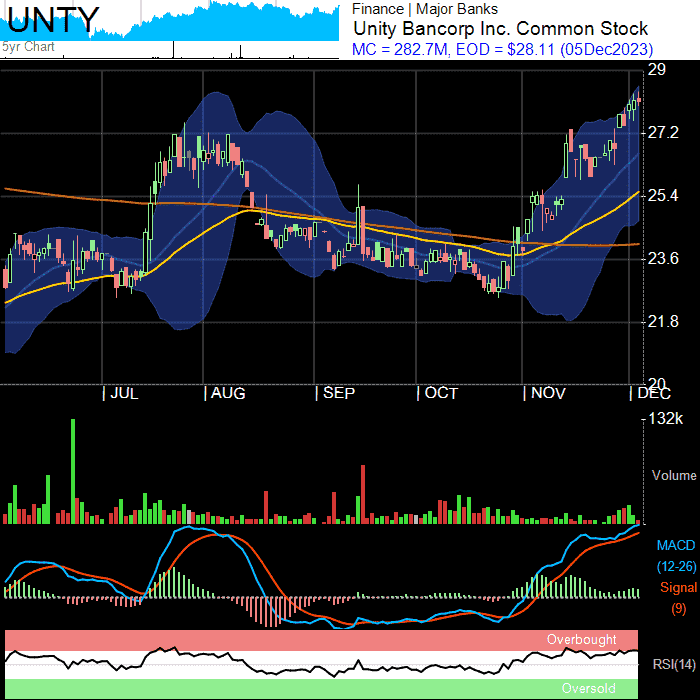 UNTY
5yr Chart
Finance | Major Banks
Unity Bancorp Inc. Common Stock
MC = 282.7M, EOD = $28.11 (05Dec2023)
29
27.2
25.4
23.6
21.8
20
JUL AUG SEP OCT NOV DEC
132k
Volume
MACD
(12-26)
Signal
(9)
Overbought
RSI(14)
Oversold